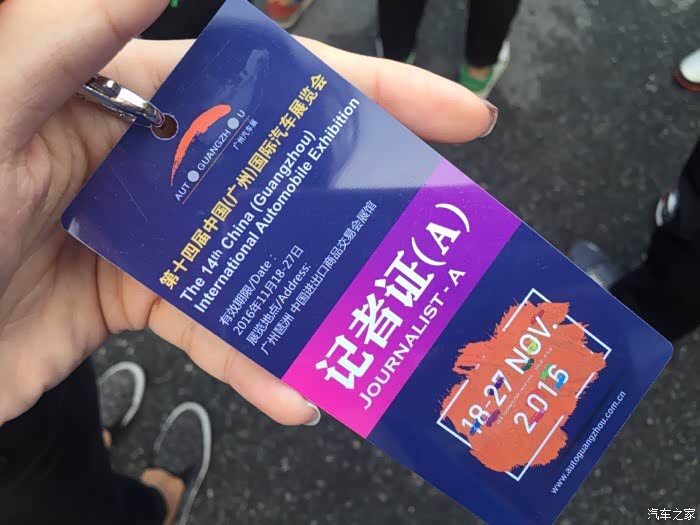 AUTO GUANGZHOU
广州汽车展
第十四届中国(广州)国际汽车展览会
The 14th China (Guangzhou)
International Automobile Exhibition
有效期限/Date：
2016年11月18-27日
展览地点/Address:
广州琶洲 中国进出口商品交易会展馆
记者证(A)
JOURNALIST - A
18-27 NOV.
2016
www.autoguangzhou.com.cn
汽车之家